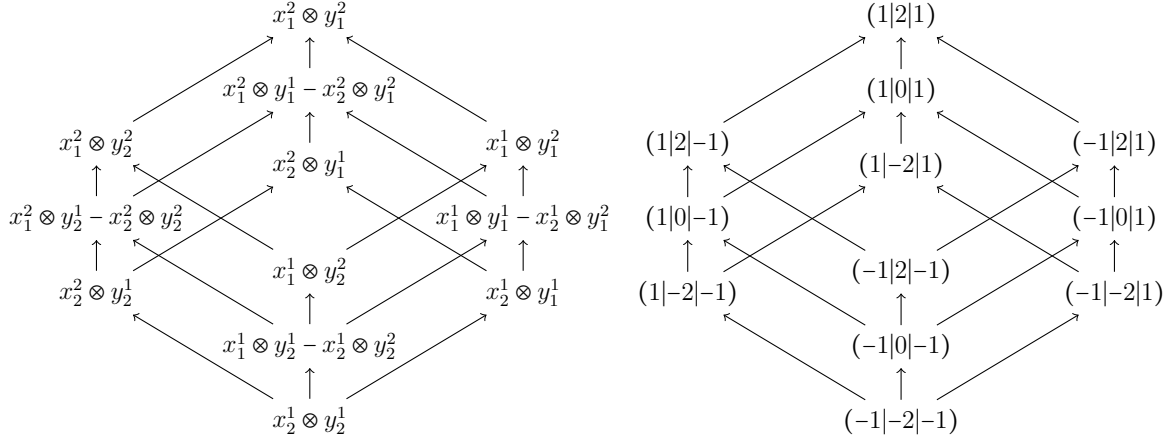 x_1^2 ⊗ y_1^2
x_1^2 ⊗ y_1^1 − x_2^2 ⊗ y_1^2
x_1^2 ⊗ y_2^2
x_1^1 ⊗ y_1^2
x_2^2 ⊗ y_1^1
x_1^2 ⊗ y_2^1 − x_2^2 ⊗ y_2^2
x_1^1 ⊗ y_1^1 − x_2^1 ⊗ y_1^2
x_1^1 ⊗ y_2^2
x_2^2 ⊗ y_2^1
x_2^1 ⊗ y_1^1
x_1^1 ⊗ y_2^1 − x_2^1 ⊗ y_2^2
x_2^1 ⊗ y_2^1
(1|2|1)
(1|0|1)
(1|2|−1)
(−1|2|1)
(1|−2|1)
(1|0|−1)
(−1|0|1)
(−1|2|−1)
(1|−2|−1)
(−1|−2|1)
(−1|0|−1)
(−1|−2|−1)